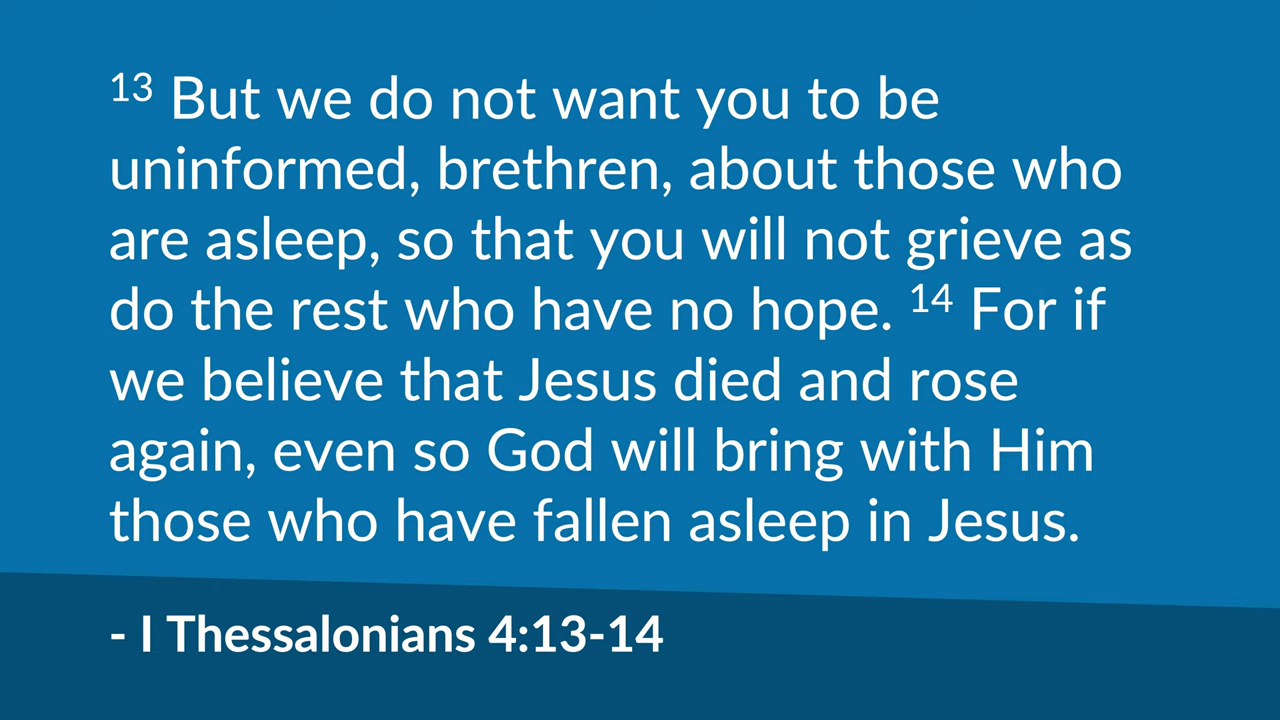 13 But we do not want you to be
uninformed, brethren, about those who
are asleep, so that you will not grieve as
do the rest who have no hope. 14 For if
we believe that Jesus died and rose
again, even so God will bring with Him
those who have fallen asleep in Jesus.
- I Thessalonians 4:13-14